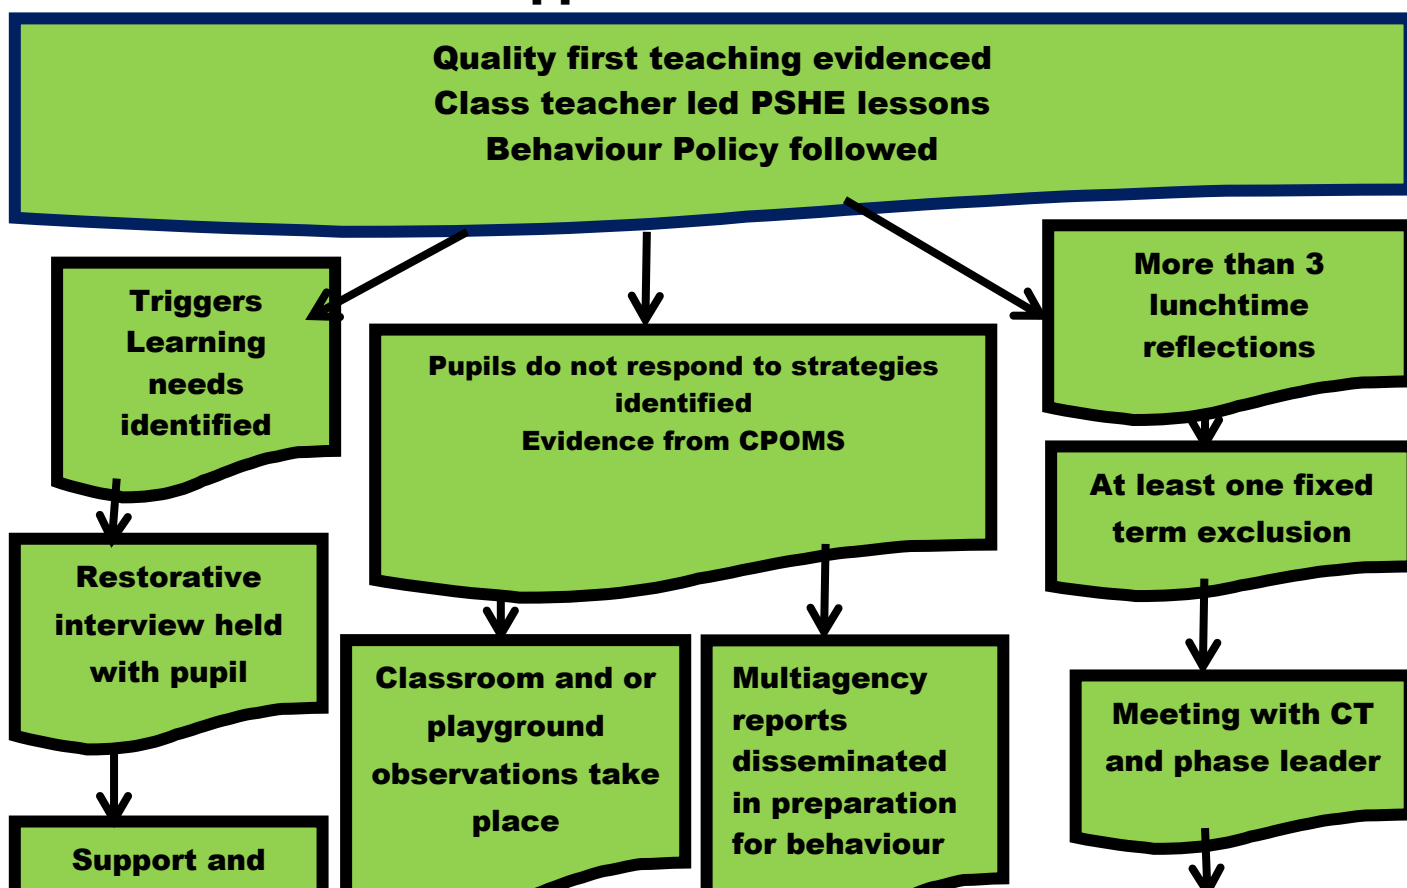 Quality first teaching evidenced
Class teacher led PSHE lessons
Behaviour Policy followed
Triggers
Learning
needs
identified
Pupils do not respond to strategies
identified
Evidence from CPOMS
More than 3
lunchtime
reflections
At least one fixed
term exclusion
Restorative
interview held
with pupil
Classroom and or
playground
observations take
place
Multiagency
reports
disseminated
in preparation
for behaviour
Meeting with CT
and phase leader
Support and